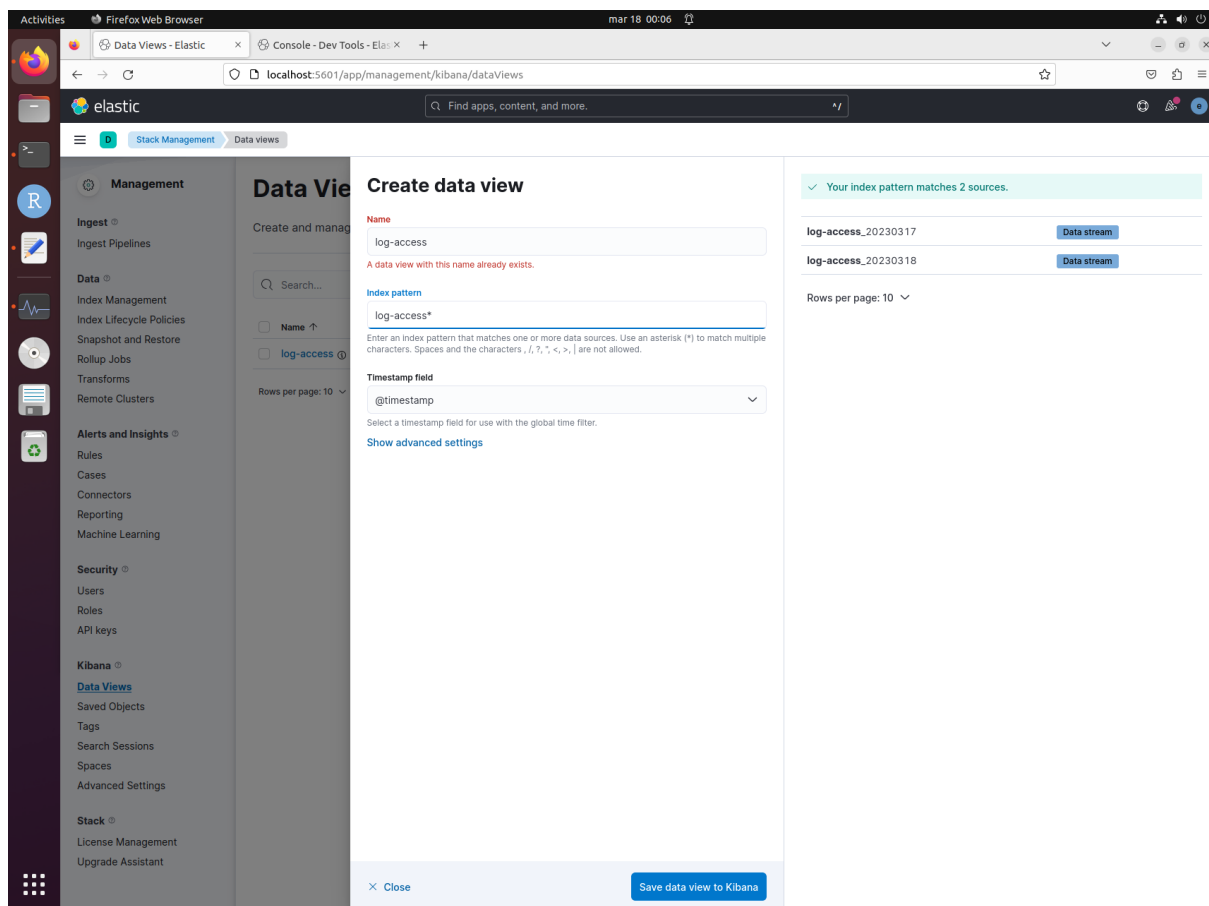 Activities Firefox Web Browser mar 18 00:06
Data Views - Elastic × Console - Dev Tools - Elas × +
localhost:5601/app/management/kibana/dataViews
elastic Find apps, content, and more. ^/ e
D Stack Management Data views
Management
Ingest
Ingest Pipelines
Data
Index Management
Index Lifecycle Policies
Snapshot and Restore
Rollup Jobs
Transforms
Remote Clusters
Alerts and Insights
Rules
Cases
Connectors
Reporting
Machine Learning
Security
Users
Roles
API keys
Kibana
Data Views
Saved Objects
Tags
Search Sessions
Spaces
Advanced Settings
Stack
License Management
Upgrade Assistant
Data Vie
Create and manag
Search...
Name ↑
log-access
Rows per page: 10
Create data view
Name
log-access
A data view with this name already exists.
Index pattern
log-access*
Enter an index pattern that matches one or more data sources. Use an asterisk (*) to match multiple
characters. Spaces and the characters , /, ?, ", <, >, | are not allowed.
Timestamp field
@timestamp
Select a timestamp field for use with the global time filter.
Show advanced settings
× Close
Save data view to Kibana
Your index pattern matches 2 sources.
log-access_20230317 Data stream
log-access_20230318 Data stream
Rows per page: 10